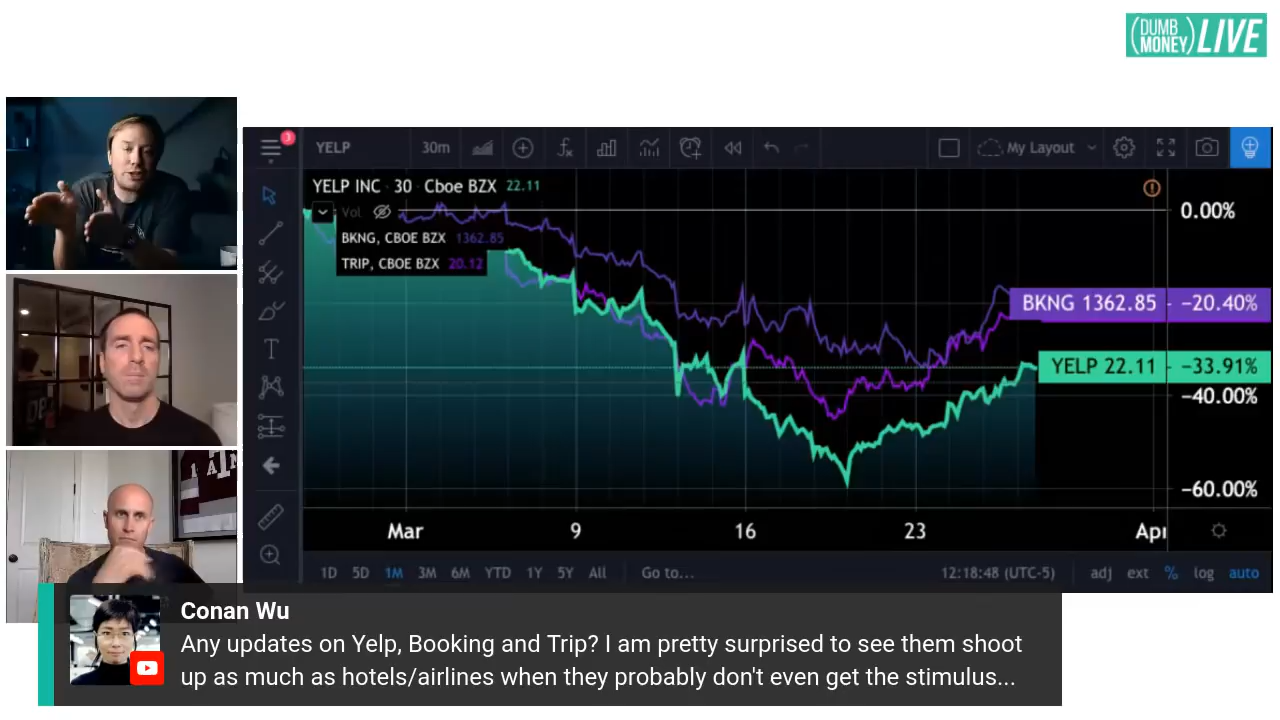 (DUMB MONEY) LIVE
3
YELP
30m
fx
My Layout
YELP INC · 30 · Cboe BZX 22.11
Vol
BKNG, CBOE BZX 1362.85
TRIP, CBOE BZX 20.12
0.00%
BKNG 1362.85 -20.40%
YELP 22.11 -33.91%
-40.00%
-60.00%
Mar 9 16 23 Apr
1D 5D 1M 3M 6M YTD 1Y 5Y All Go to... 12:18:48 (UTC-5) adj ext % log auto
Conan Wu
Any updates on Yelp, Booking and Trip? I am pretty surprised to see them shoot
up as much as hotels/airlines when they probably don't even get the stimulus...